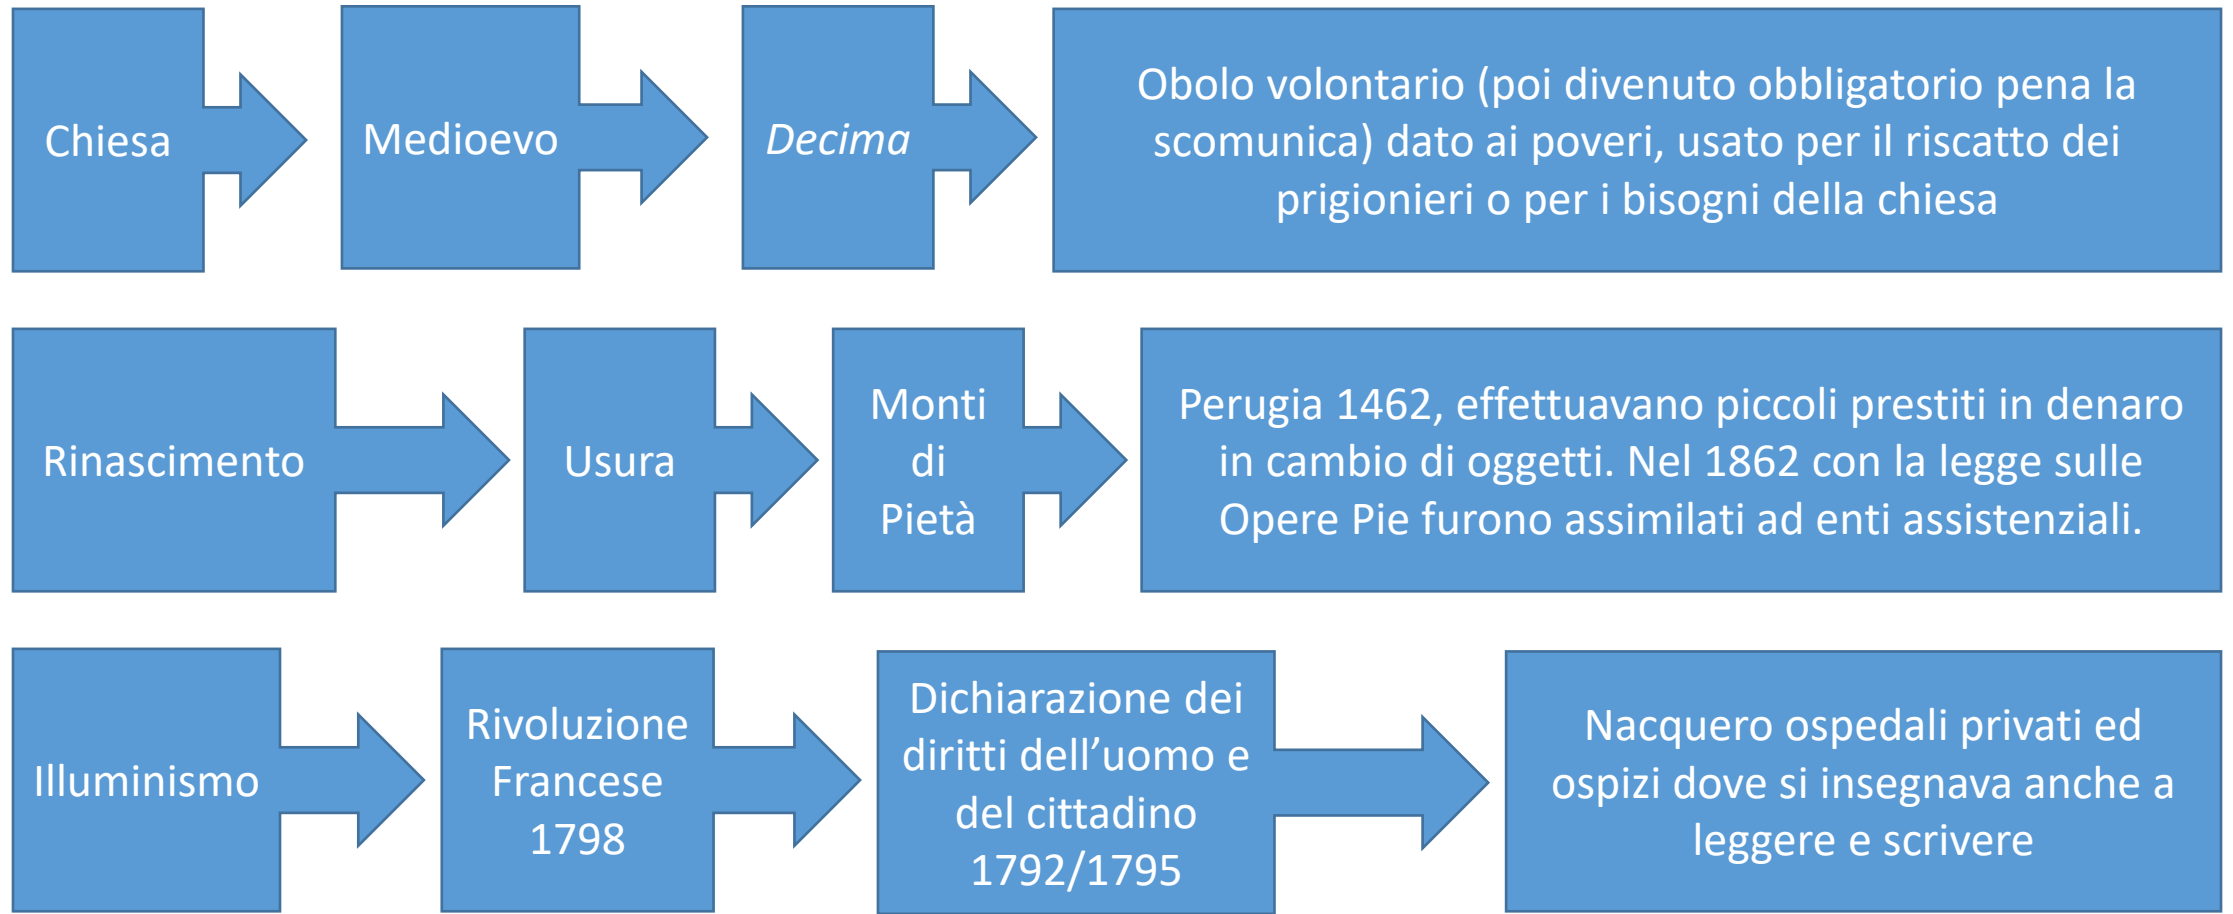 Chiesa
Medioevo
Decima
Obolo volontario (poi divenuto obbligatorio pena la
scomunica) dato ai poveri, usato per il riscatto dei
prigionieri o per i bisogni della chiesa
Rinascimento
Usura
Monti
di
Pietà
Perugia 1462, effettuavano piccoli prestiti in denaro
in cambio di oggetti. Nel 1862 con la legge sulle
Opere Pie furono assimilati ad enti assistenziali.
Illuminismo
Rivoluzione
Francese
1798
Dichiarazione dei
diritti dell’uomo e
del cittadino
1792/1795
Nacquero ospedali privati ed
ospizi dove si insegnava anche a
leggere e scrivere